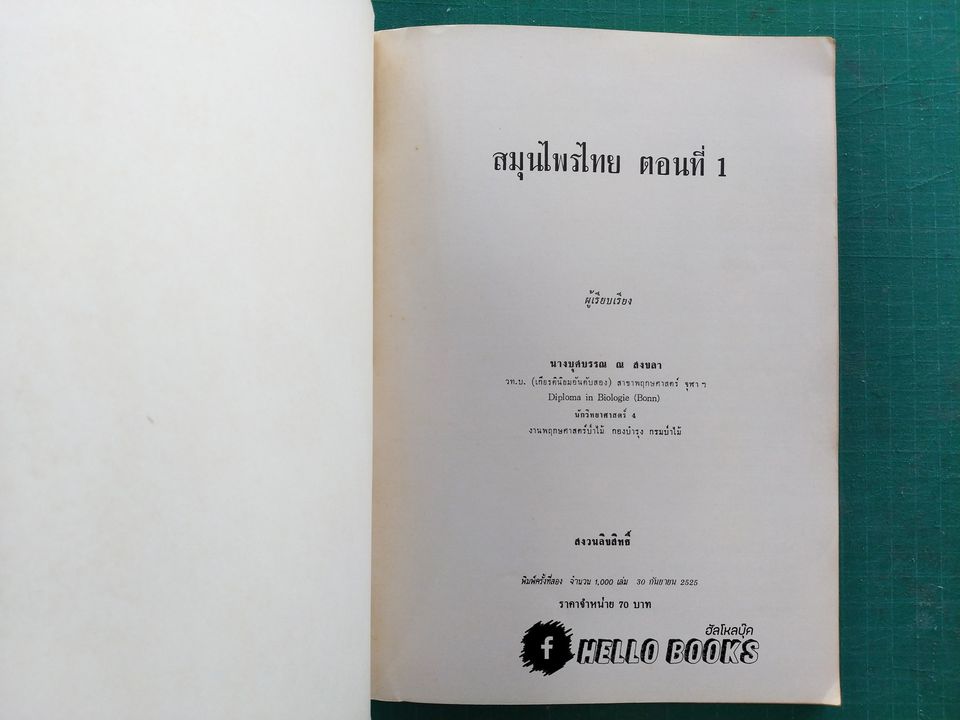 สมุนไพรไทย ตอนที่ 1
ผู้เรียบเรียง
นางบุศบรรณ ณ สงขลา
วท.บ. (เกียรตินิยมอันดับสอง) สาขาพฤกษศาสตร์ จุฬา ฯ
Diploma in Biologie (Bonn)
นักวิทยาศาสตร์ 4
งานพฤกษศาสตร์ป่าไม้ กองบำรุง กรมป่าไม้
สงวนลิขสิทธิ์
พิมพ์ครั้งที่สอง จำนวน 1,000 เล่ม 30 กันยายน 2525
ราคาจำหน่าย 70 บาท
ฮัลโหลบุ๊ค
f HELLO BOOKS